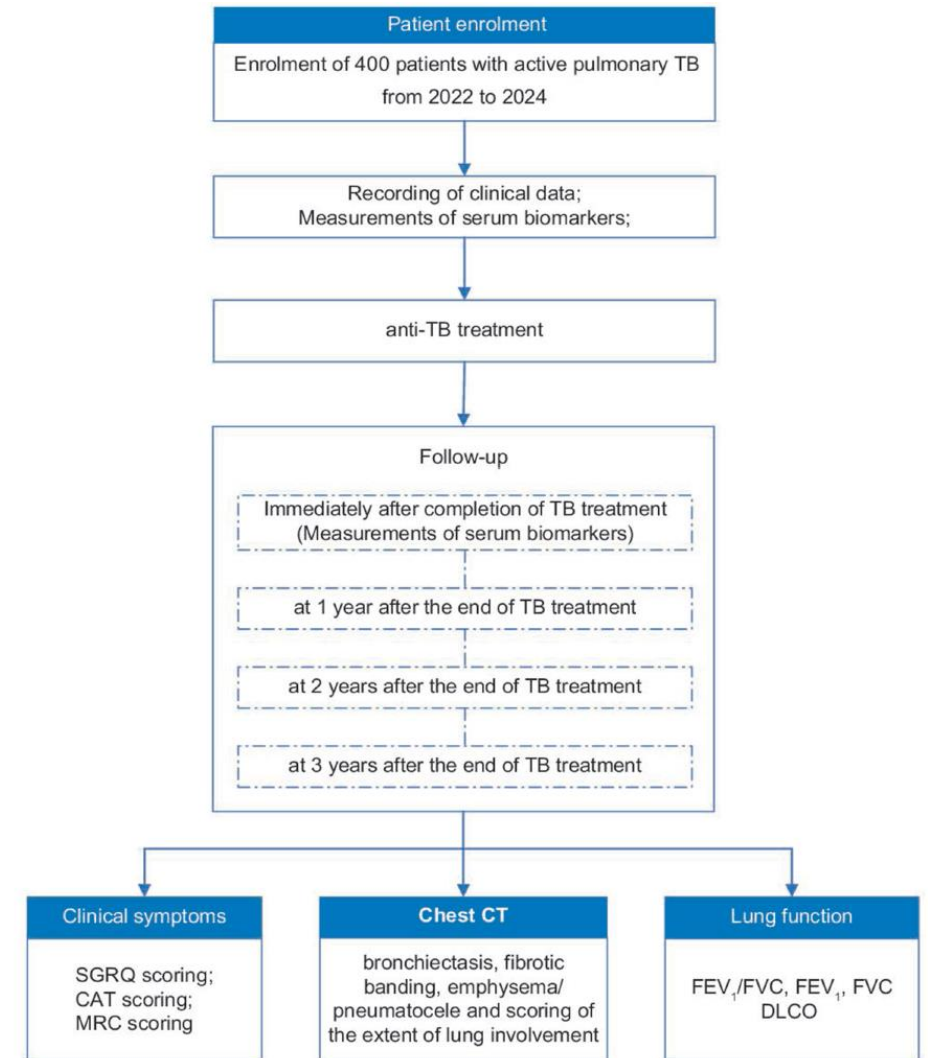 Patient enrolment
Enrolment of 400 patients with active pulmonary TB
from 2022 to 2024
Recording of clinical data;
Measurements of serum biomarkers;
anti-TB treatment
Follow-up
Immediately after completion of TB treatment
(Measurements of serum biomarkers)
at 1 year after the end of TB treatment
at 2 years after the end of TB treatment
at 3 years after the end of TB treatment
Clinical symptoms
SGRQ scoring;
CAT scoring;
MRC scoring
Chest CT
bronchiectasis, fibrotic
banding, emphysema/
pneumatocele and scoring of
the extent of lung involvement
Lung function
FEV₁/FVC, FEV₁, FVC
DLCO